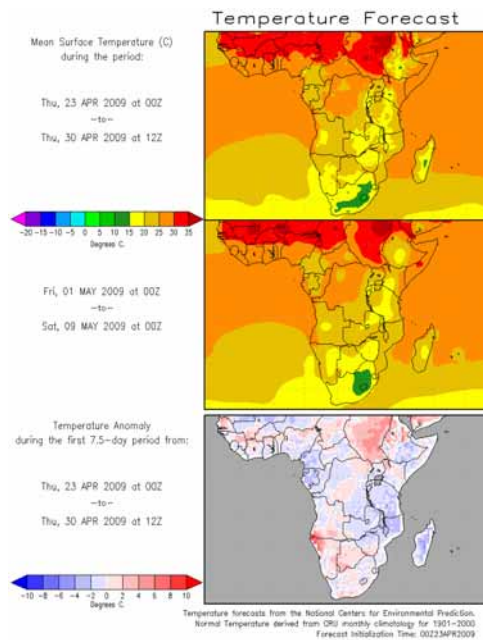 Temperature Forecast
Mean Surface Temperature (C)
during the period:
Thu, 23 APR 2009 at 00Z
—to—
Thu, 30 APR 2009 at 12Z
-20 -15 -10 -5 0 5 10 15 20 25 30 35
Degrees C.
Fri, 01 MAY 2009 at 00Z
—to—
Sat, 09 MAY 2009 at 00Z
Temperature Anomaly
during the first 7.5-day period from:
Thu, 23 APR 2009 at 00Z
—to—
Thu, 30 APR 2009 at 12Z
-10 -8 -6 -4 -2 0 2 4 6 8 10
Degrees C.
Temperature forecasts from the National Centers for Environmental Prediction.
Normal Temperature derived from CRU monthly climatology for 1901-2000
Forecast Initialization Time: 00Z23APR2009